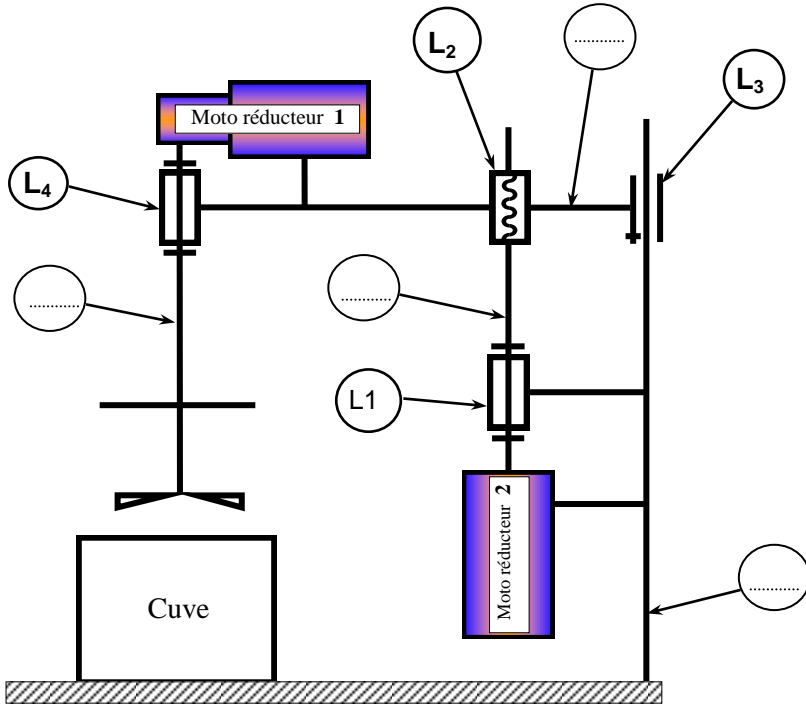 ...........
L2
L3
Moto réducteur 1
L4
...........
...........
L1
Moto réducteur 2
...........
Cuve